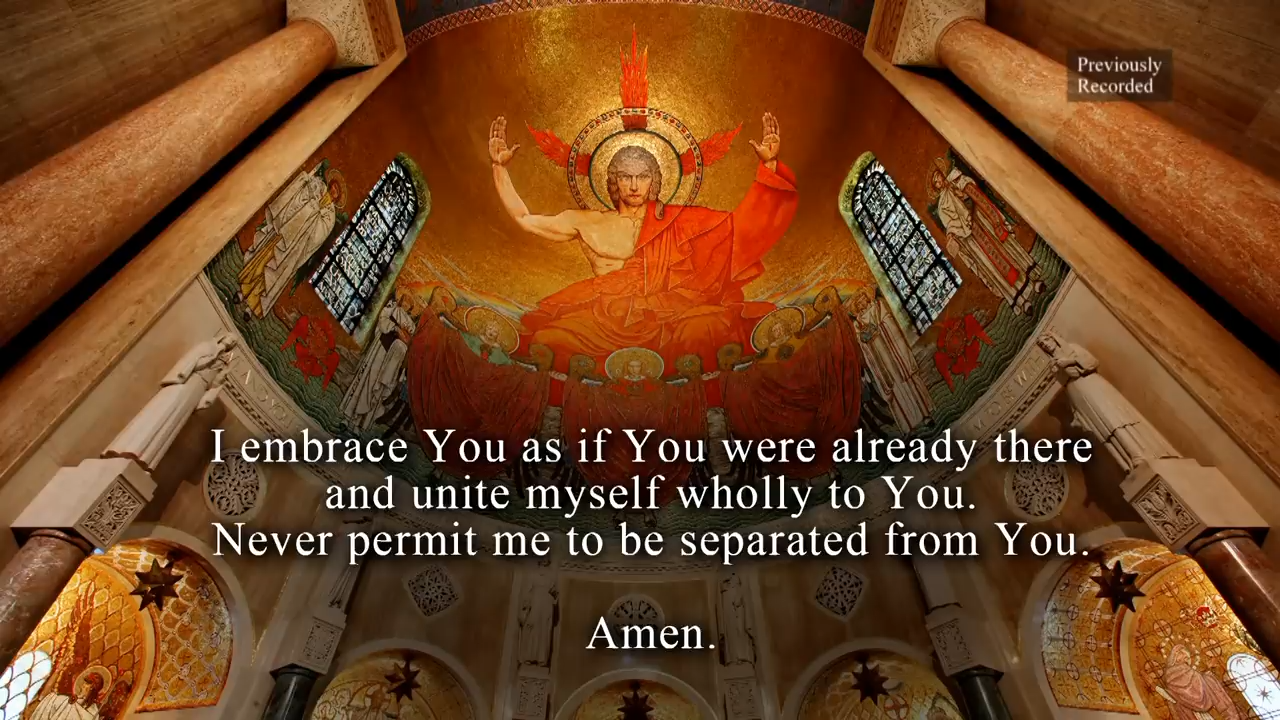 Previously
Recorded
I embrace You as if You were already there
and unite myself wholly to You.
Never permit me to be separated from You.
Amen.